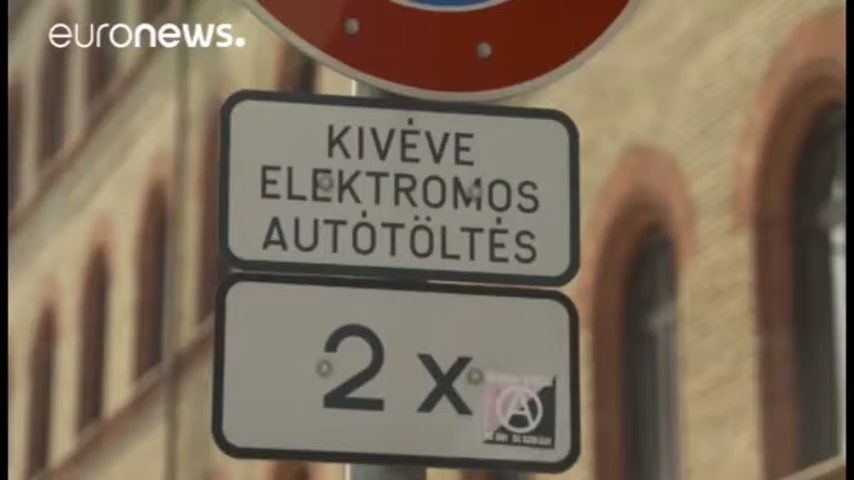 euronews.
KIVÉVE
ELEKTROMOS
AUTÓTÖLTÉS
2 x